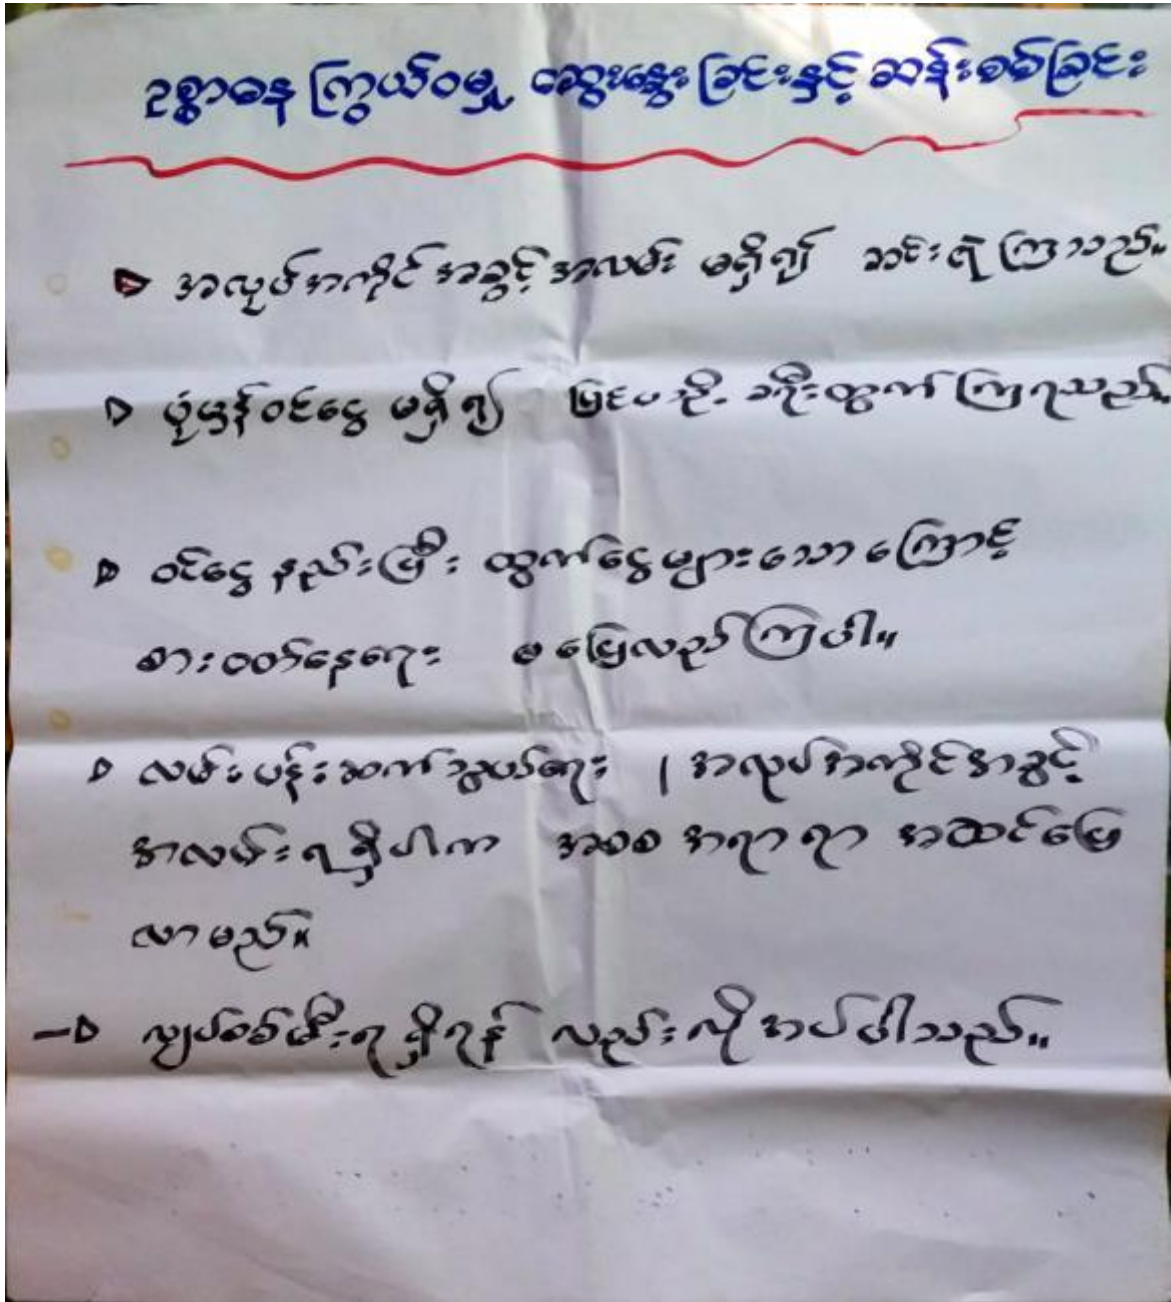 ဥစ္စာဓနကြွယ်ဝမှု ဆွေးနွေးခြင်းနှင့် ဆန်းစစ်ခြင်း
အလုပ်အကိုင်အခွင့်အလမ်း မရှိ၍ ဆင်းရဲကြသည်။
ပုံမှန်ဝင်ငွေ မရှိ၍ မြင်ပသို့ ခရီးထွက်ကြရသည်။
ဝင်ငွေနည်းပြီး ထွက်ငွေများသောကြောင့်
စားဝတ်နေရေး မပြေလည်ကြပါ။
လမ်းပန်းဆက်သွယ်ရေး ၊ အလုပ်အကိုင်အခွင့်
အလမ်းရရှိပါက အစစအရာရာ အဆင်ပြေ
လာမည်။
လျှပ်စစ်မီးရရှိရန် လည်းလိုအပ်ပါသည်။